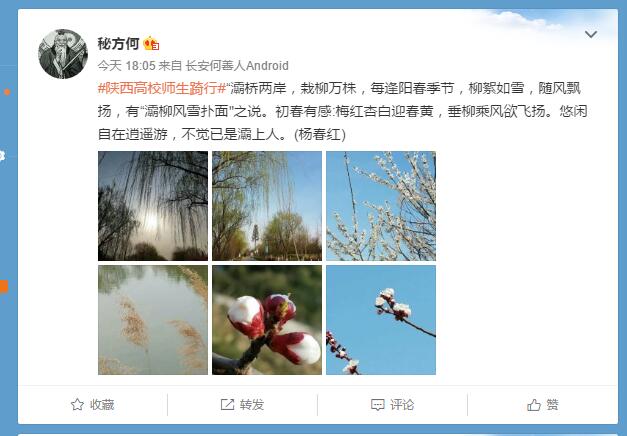 秘方何
今天 18:05 来自 长安何善人Android
#陕西高校师生踏行#“灞桥两岸，栽柳万株，每逢阳春季节，柳絮如雪，随风飘
扬，有“灞柳风雪扑面"之说。初春有感:梅红杏白迎春黄，垂柳乘风欲飞扬。悠闲
自在逍遥游，不觉已是灞上人。(杨春红）
收藏
转发
评论
赞